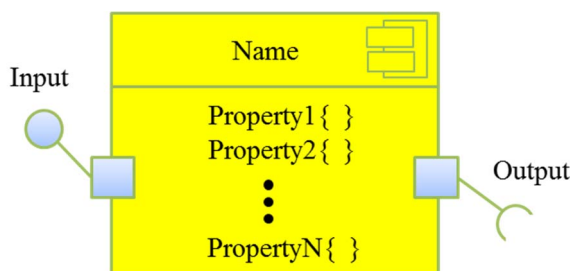 Name
Input
Property1{ }
Property2{ }
Output
PropertyN{ }